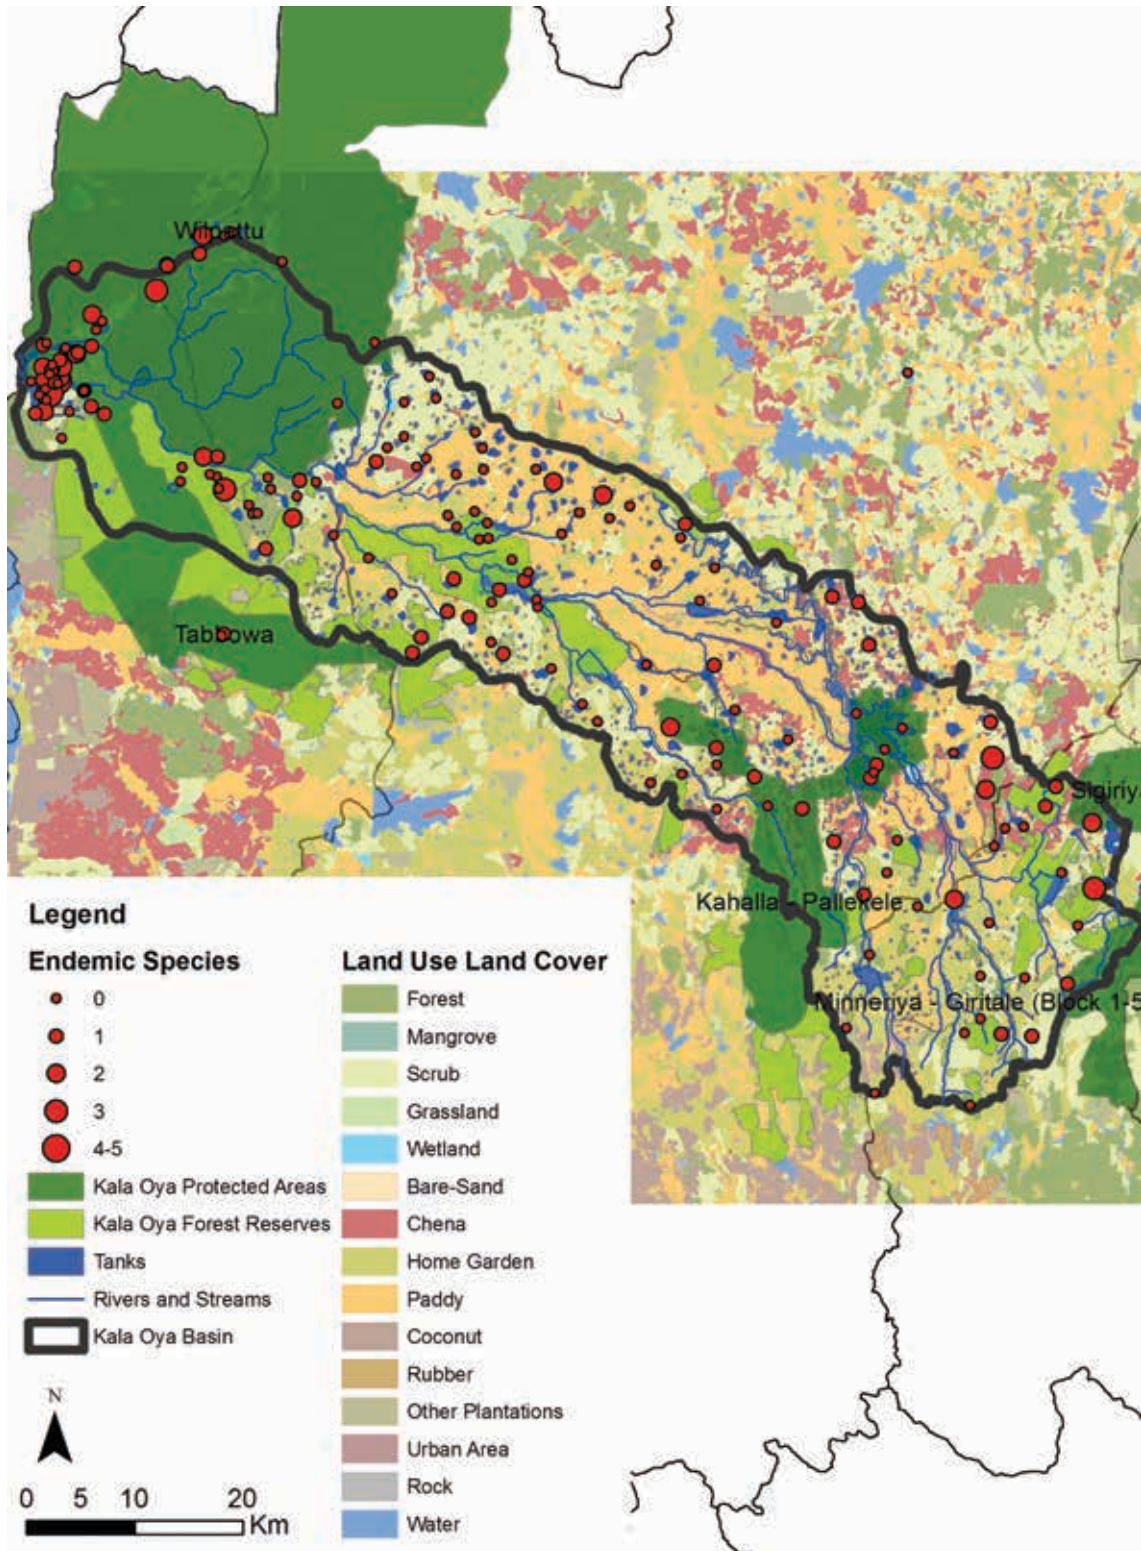 Wilpattu
Tabbowa
Sigiriya
Kahalla - Pallekele
Minneriya - Giritale (Block 1-5
Legend
Endemic Species
0
1
2
3
4-5
Kala Oya Protected Areas
Kala Oya Forest Reserves
Tanks
Rivers and Streams
Kala Oya Basin
Land Use Land Cover
Forest
Mangrove
Scrub
Grassland
Wetland
Bare-Sand
Chena
Home Garden
Paddy
Coconut
Rubber
Other Plantations
Urban Area
Rock
Water
N
0 5 10 20
Km